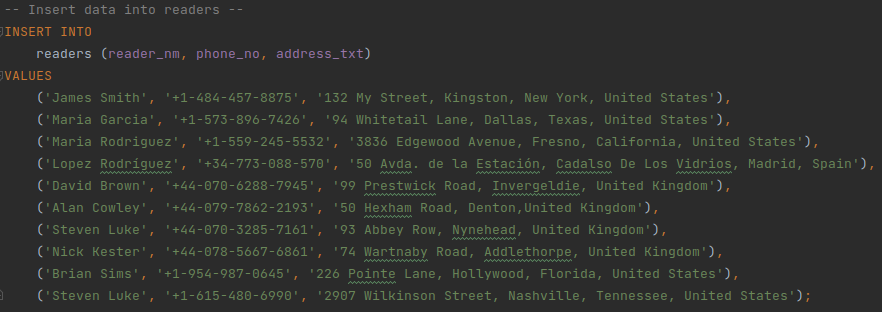 -- Insert data into readers --
INSERT INTO
readers (reader_nm, phone_no, address_txt)
VALUES
('James Smith', '+1-484-457-8875', '132 My Street, Kingston, New York, United States'),
('Maria Garcia', '+1-573-896-7426', '94 Whitetail Lane, Dallas, Texas, United States'),
('Maria Rodriguez', '+1-559-245-5532', '3836 Edgewood Avenue, Fresno, California, United States'),
('Lopez Rodriguez', '+34-773-088-570', '50 Avda. de la Estación, Cadalso De Los Vidrios, Madrid, Spain'),
('David Brown', '+44-070-6288-7945', '99 Prestwick Road, Invergeldie, United Kingdom'),
('Alan Cowley', '+44-079-7862-2193', '50 Hexham Road, Denton,United Kingdom'),
('Steven Luke', '+44-070-3285-7161', '93 Abbey Row, Nynehead, United Kingdom'),
('Nick Kester', '+44-078-5667-6861', '74 Wartnaby Road, Addlethorpe, United Kingdom'),
('Brian Sims', '+1-954-987-0645', '226 Pointe Lane, Hollywood, Florida, United States'),
('Steven Luke', '+1-615-480-6990', '2907 Wilkinson Street, Nashville, Tennessee, United States');